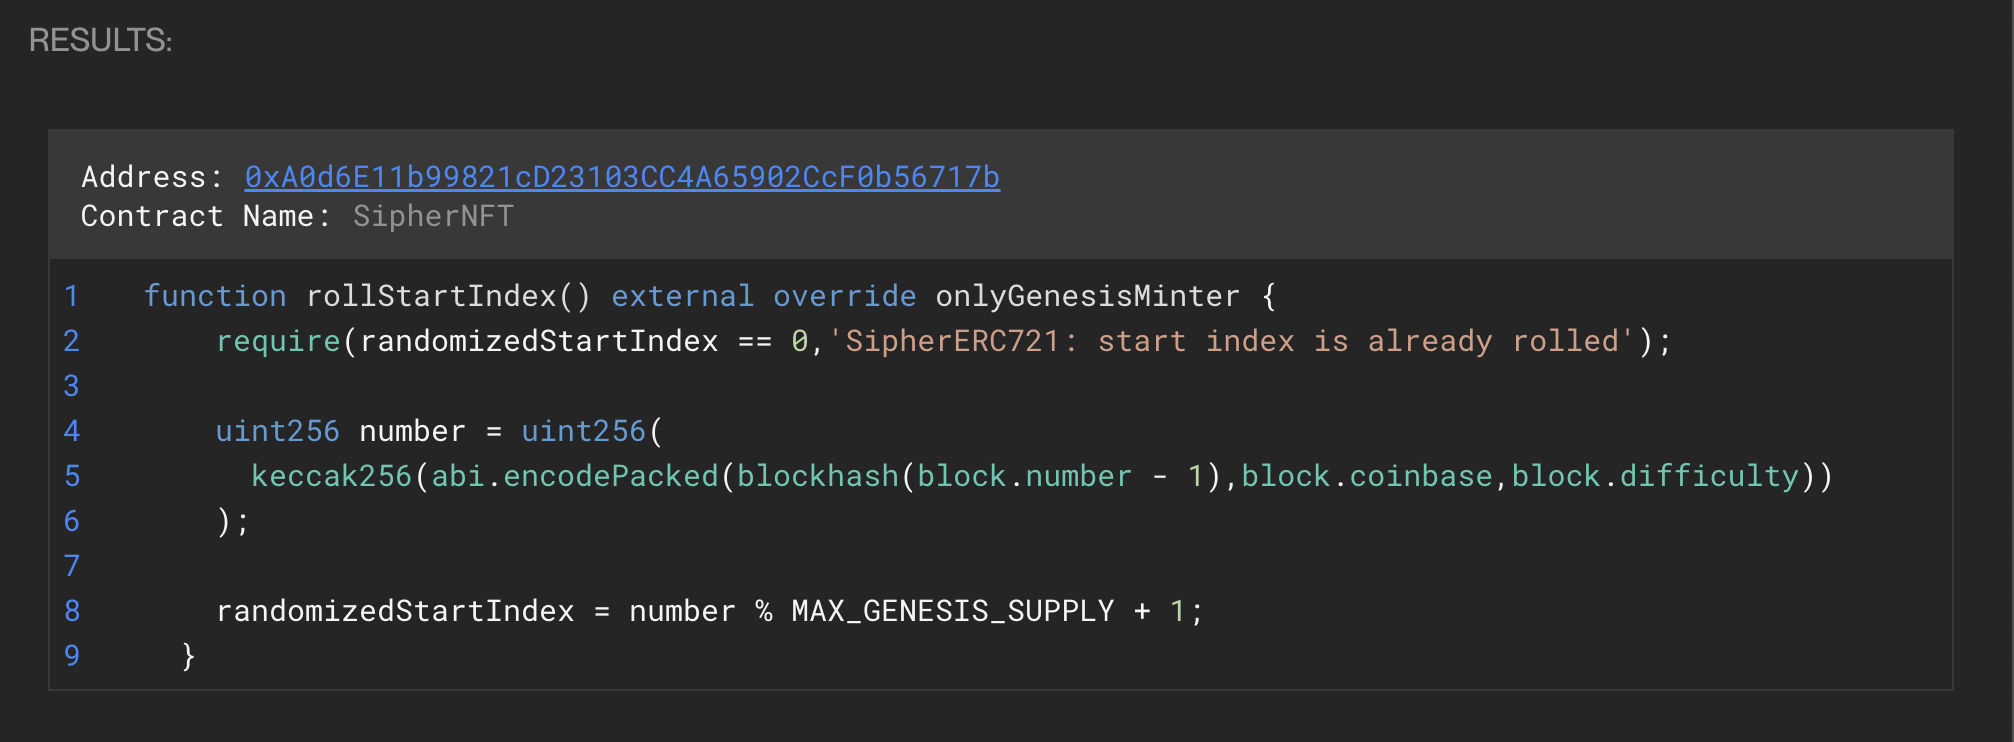 RESULTS:
Address: 0xA0d6E11b99821cD23103CC4A65902CcF0b56717b
Contract Name: SipherNFT
1 function rollStartIndex() external override onlyGenesisMinter {
2 require(randomizedStartIndex == 0,'SipherERC721: start index is already rolled');
3
4 uint256 number = uint256(
5 keccak256(abi.encodePacked(blockhash(block.number - 1),block.coinbase,block.difficulty))
6 );
7
8 randomizedStartIndex = number % MAX_GENESIS_SUPPLY + 1;
9 }